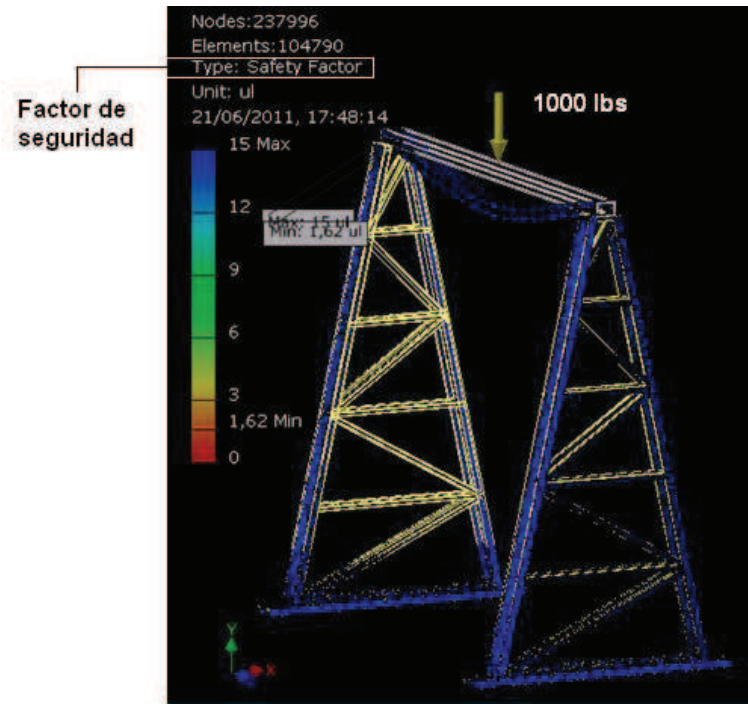 Nodes:237996
Elements:104790
Type: Safety Factor
Unit: ul
21/06/2011, 17:48:14
Factor de
seguridad
1000 lbs
15 Max
12
9
6
3
1,62 Min
0
Max: 15 ul
Min: 1,62 ul
Y
X